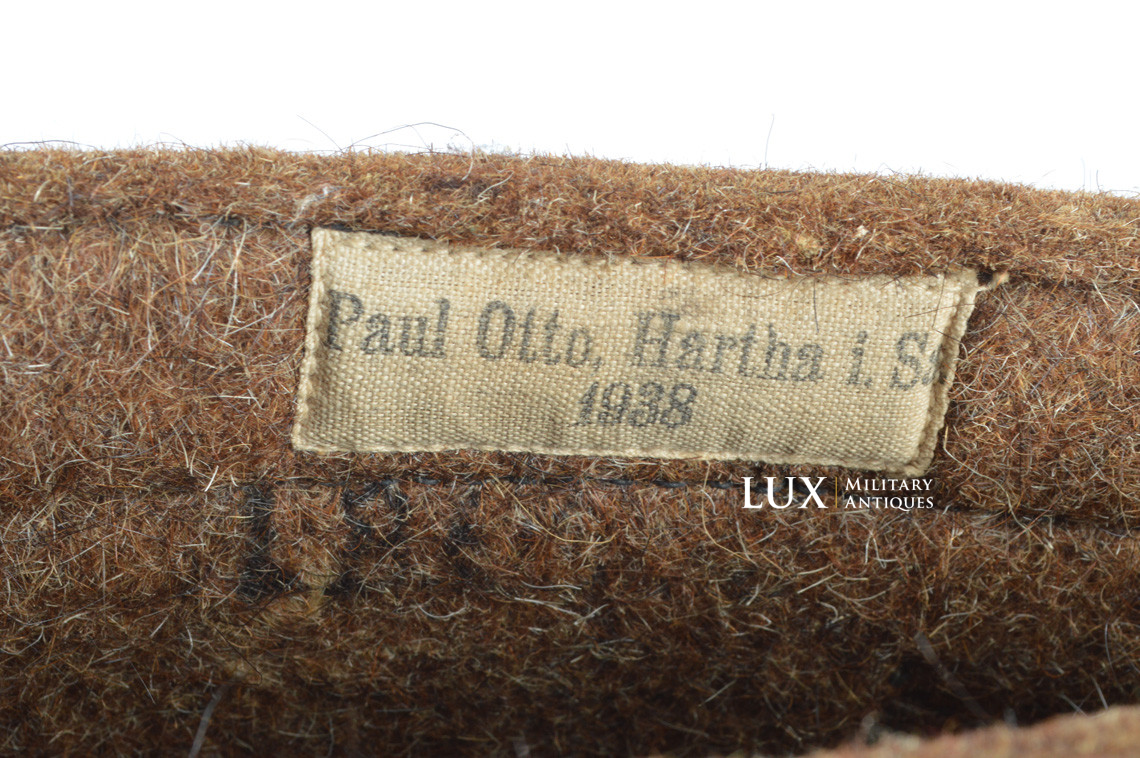 Paul Otto, Hartha i. Sa
1938
LUX MILITARY
ANTIQUES